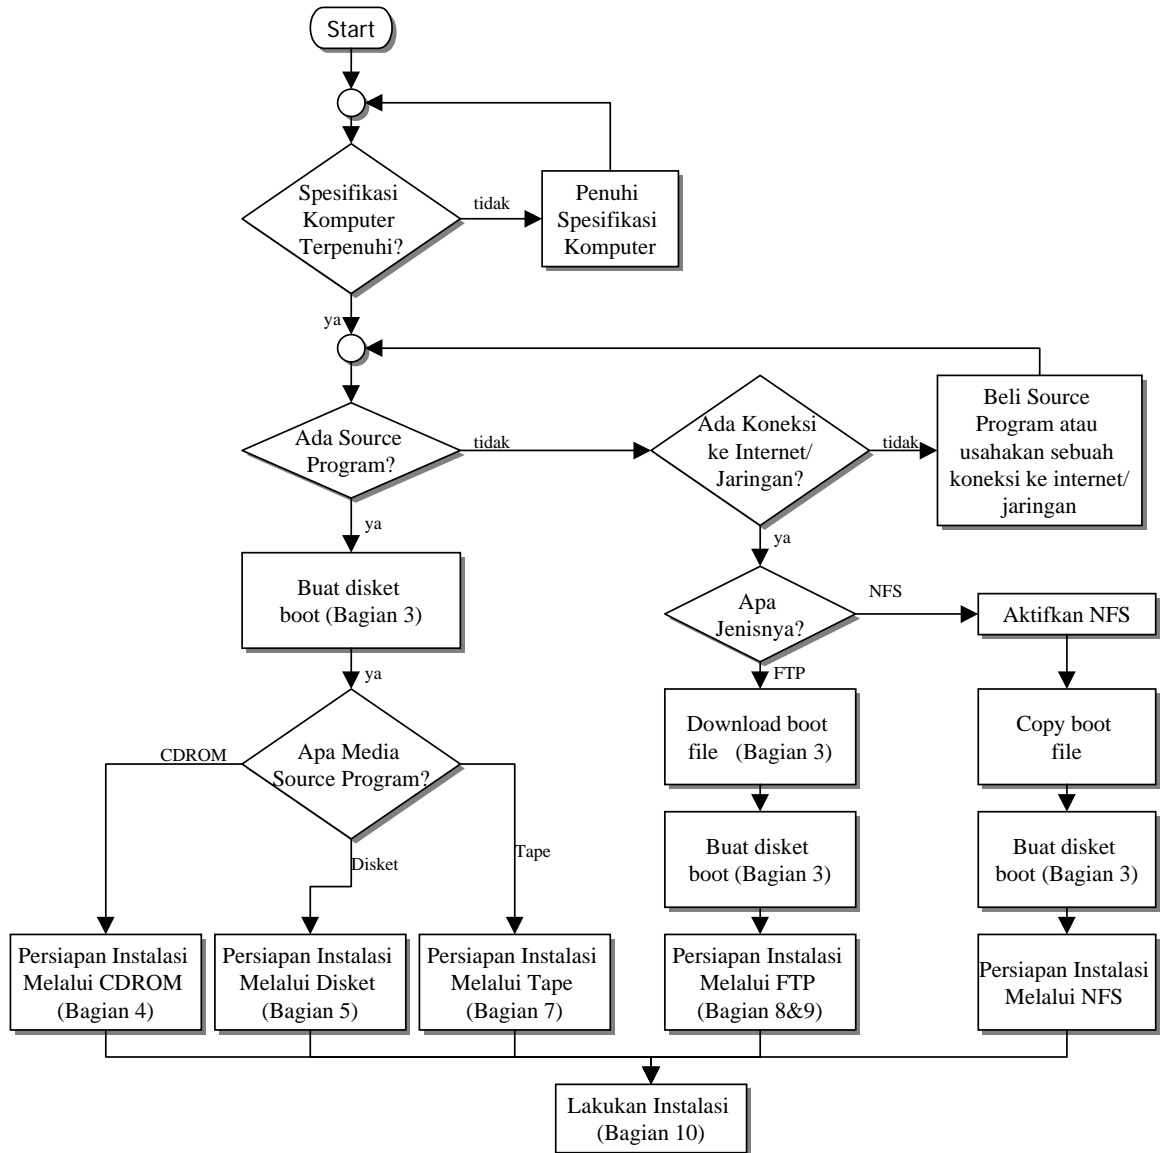 Start
Spesifikasi
Komputer
Terpenuhi?
tidak
Penuhi
Spesifikasi
Komputer
ya
Ada Source
Program?
tidak
Ada Koneksi
ke Internet/
Jaringan?
tidak
Beli Source
Program atau
usahakan sebuah
koneksi ke internet/
jaringan
ya
ya
Buat disket
boot (Bagian 3)
Apa
Jenisnya?
NFS
Aktifkan NFS
ya
FTP
Apa Media
Source Program?
CDROM
Disket
Tape
Download boot
file (Bagian 3)
Copy boot
file
Buat disket
boot (Bagian 3)
Buat disket
boot (Bagian 3)
Persiapan Instalasi
Melalui CDROM
(Bagian 4)
Persiapan Instalasi
Melalui Disket
(Bagian 5)
Persiapan Instalasi
Melalui Tape
(Bagian 7)
Persiapan Instalasi
Melalui FTP
(Bagian 8&9)
Persiapan Instalasi
Melalui NFS
Lakukan Instalasi
(Bagian 10)